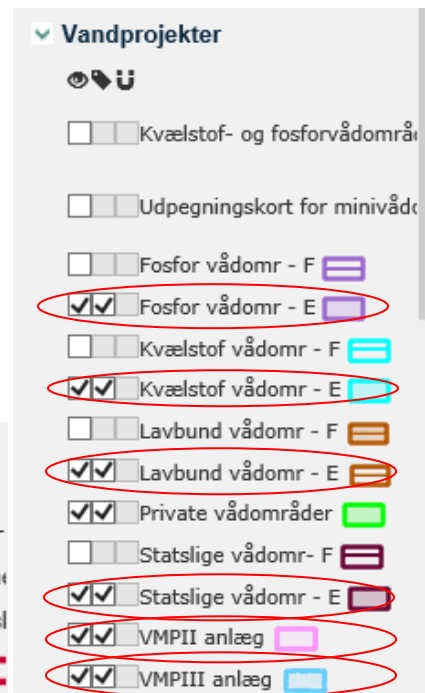 Vandprojekter
Kvælstof- og fosforvådområ
Udpegningskort for minivåd
Fosfor vådomr - F
Fosfor vådomr - E
Kvælstof vådomr - F
Kvælstof vådomr - E
Lavbund vådomr - F
Lavbund vådomr - E
Private vådområder
Statslige vådomr- F
Statslige vådomr - E
VMPII anlæg
VMPIII anlæg